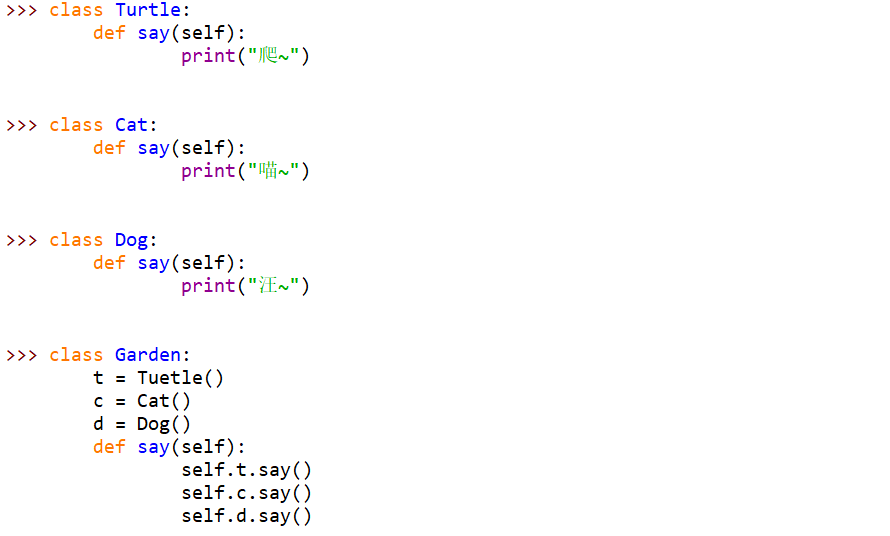 >>> class Turtle:
        def say(self):
                print("爬~")
>>> class Cat:
        def say(self):
                print("喵~")
>>> class Dog:
        def say(self):
                print("汪~")
>>> class Garden:
        t = Tuetle()
        c = Cat()
        d = Dog()
        def say(self):
                self.t.say()
                self.c.say()
                self.d.say()